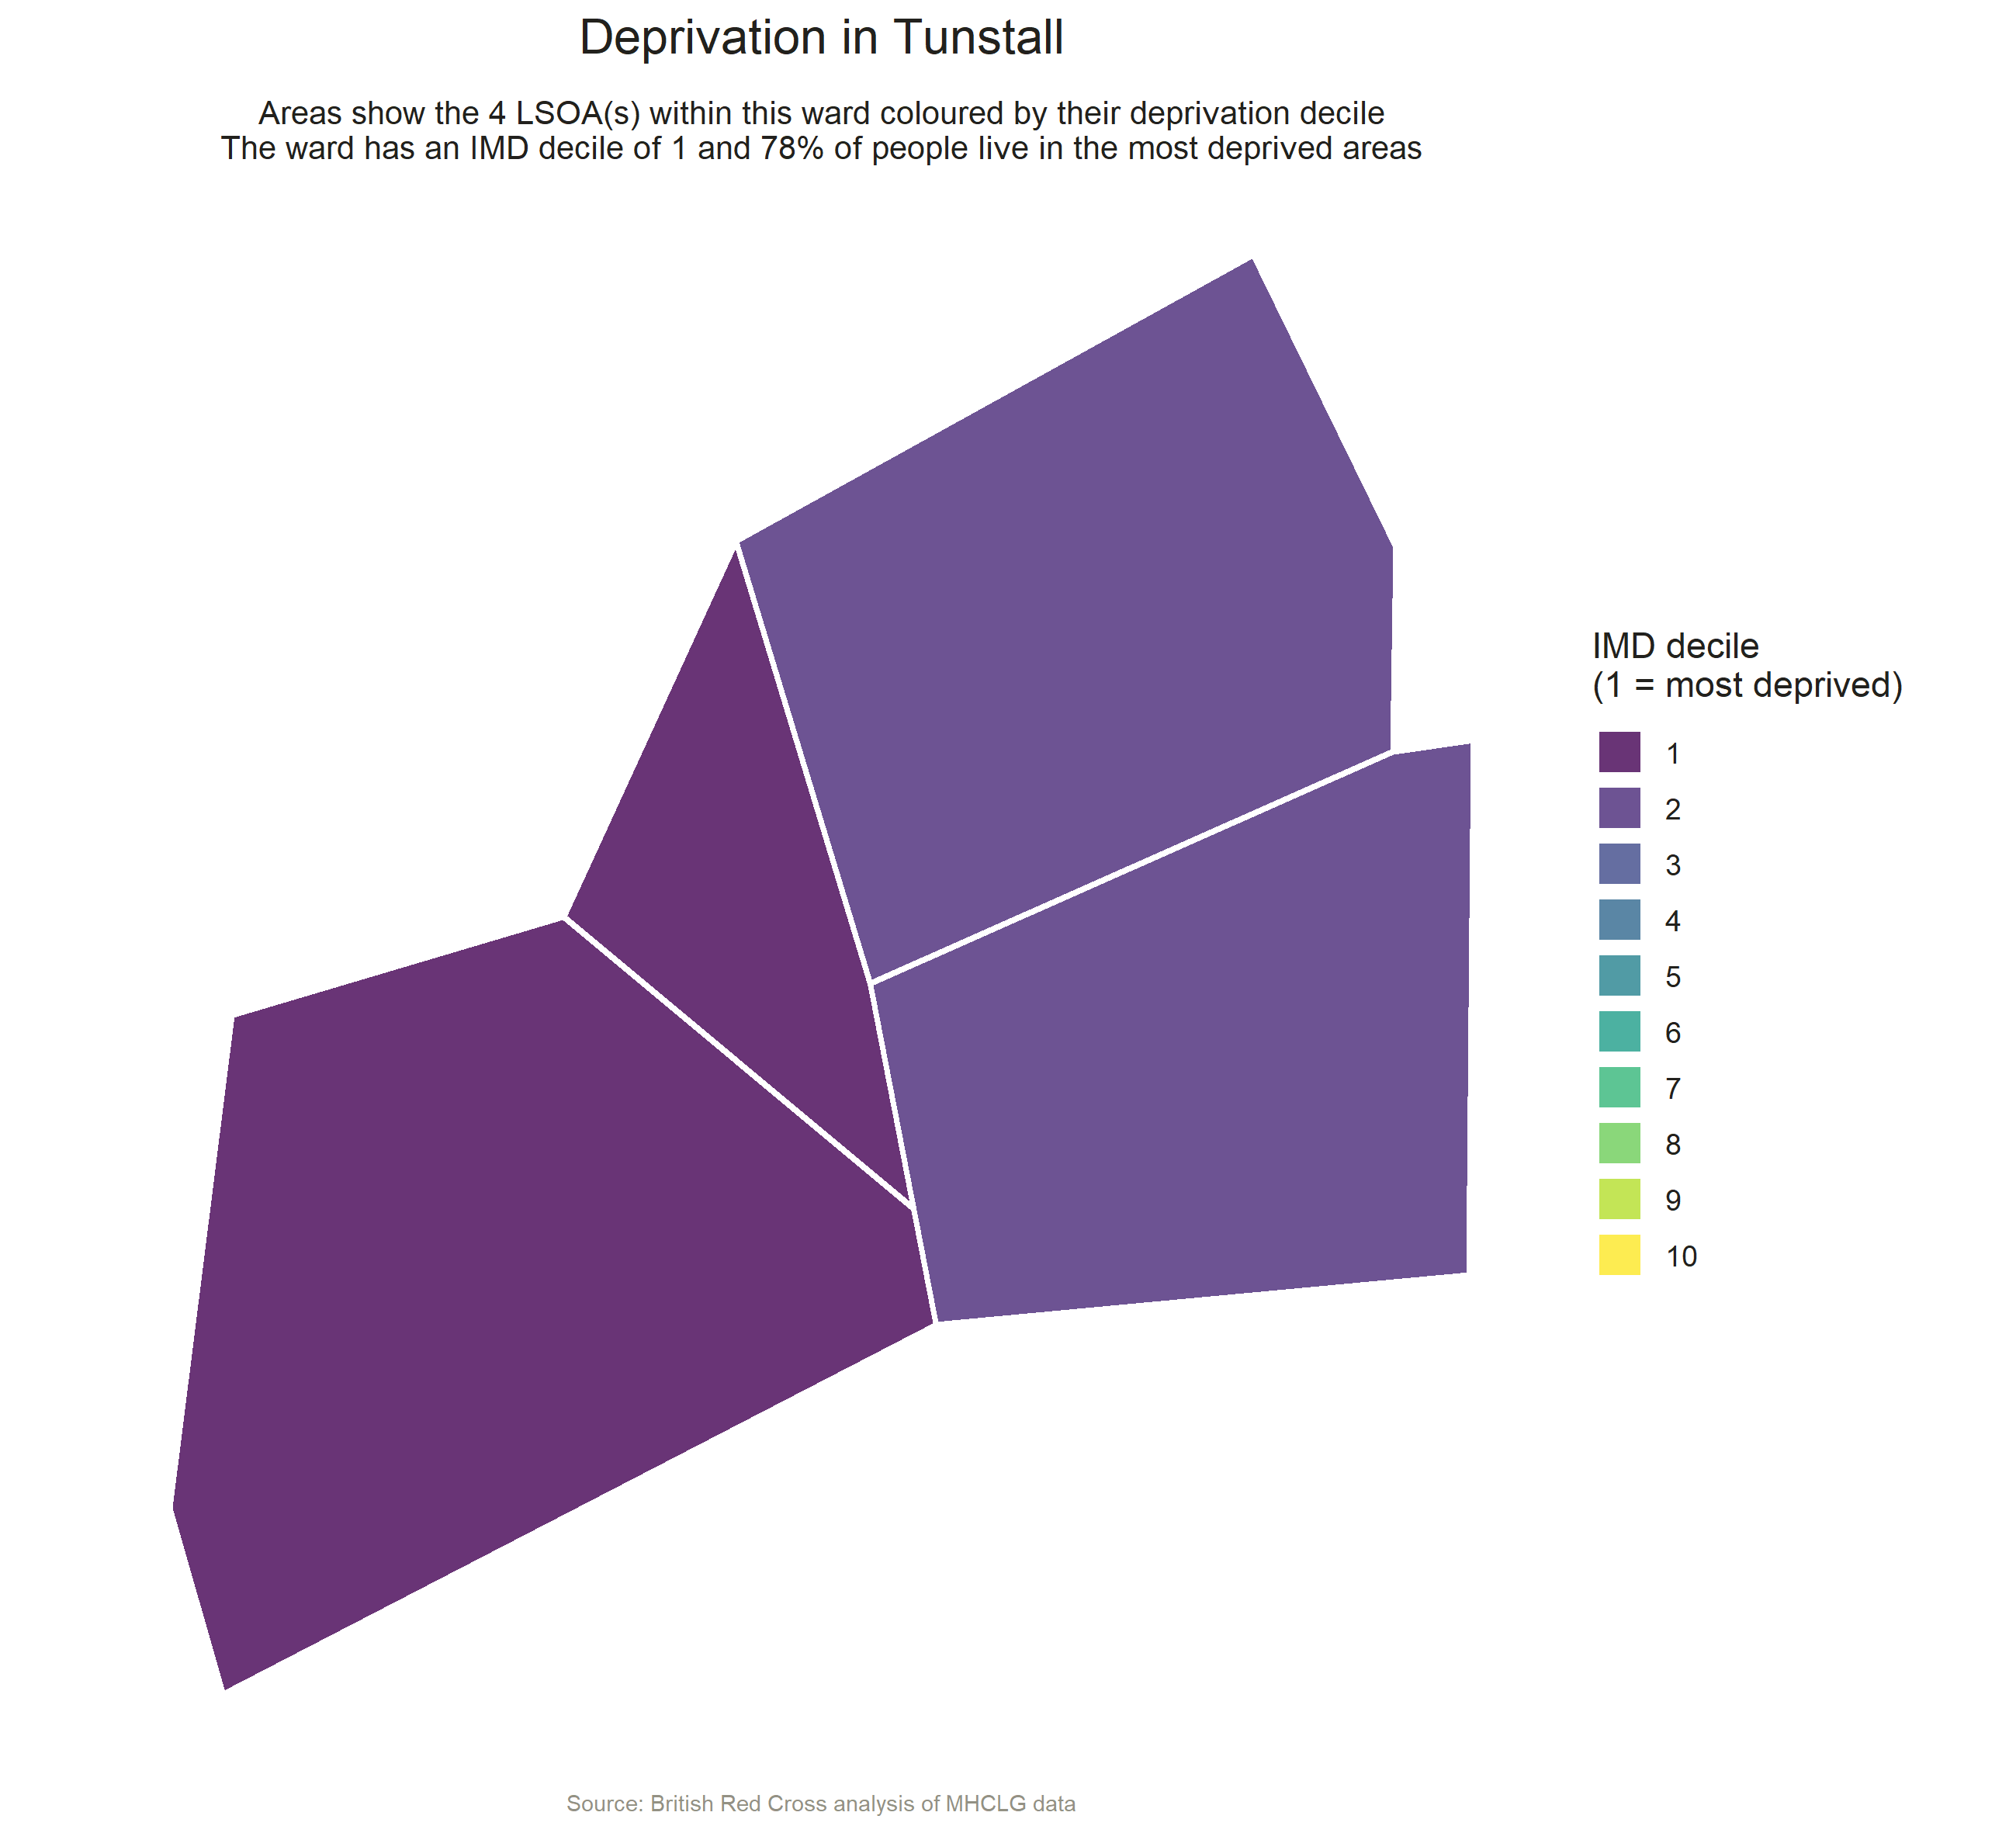 Deprivation in Tunstall
Areas show the 4 LSOA(s) within this ward coloured by their deprivation decile
The ward has an IMD decile of 1 and 78% of people live in the most deprived areas
IMD decile
(1 = most deprived)
1
2
3
4
5
6
7
8
9
10
Source: British Red Cross analysis of MHCLG data